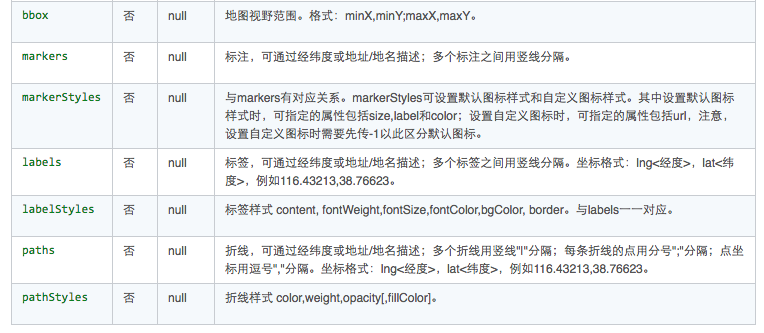 bbox 否 null 地图视野范围。格式：minX,minY;maxX,maxY。
markers 否 null 标注，可通过经纬度或地址/地名描述；多个标注之间用竖线分隔。
markerStyles 否 null 与markers有对应关系。markerStyles可设置默认图标样式和自定义图标样式。其中设置默认图标
样式时，可指定的属性包括size,label和color；设置自定义图标时，可指定的属性包括url，注意，
设置自定义图标时需要先传-1以此区分默认图标。
labels 否 null 标签，可通过经纬度或地址/地名描述；多个标签之间用竖线分隔。坐标格式：lng<经度>，lat<纬
度>，例如116.43213,38.76623。
labelStyles 否 null 标签样式 content, fontWeight,fontSize,fontColor,bgColor, border。与labels一一对应。
paths 否 null 折线，可通过经纬度或地址/地名描述；多个折线用竖线"|"分隔；每条折线的点用分号";"分隔；点坐
标用逗号","分隔。坐标格式：lng<经度>，lat<纬度>，例如116.43213,38.76623。
pathStyles 否 null 折线样式 color,weight,opacity[,fillColor]。